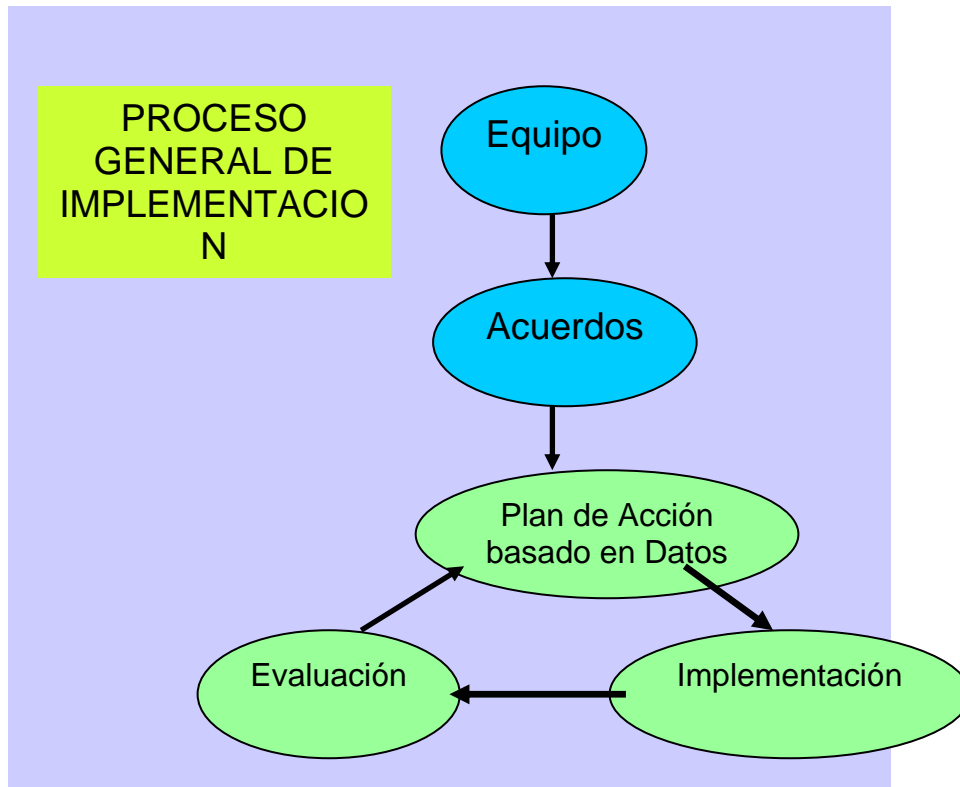 PROCESO
GENERAL DE
IMPLEMENTACIO
N
Equipo
Acuerdos
Plan de Acción
basado en Datos
Evaluación
Implementación